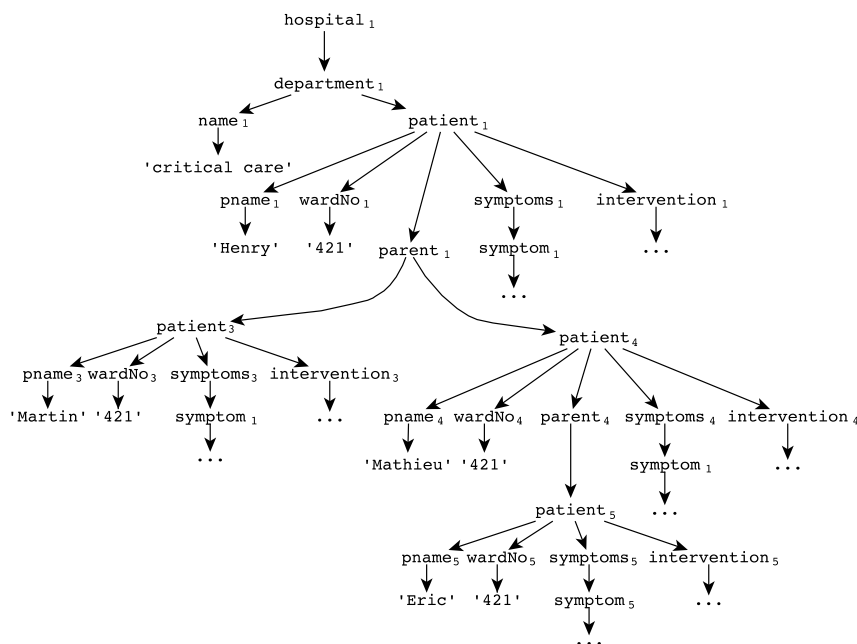 hospital1
department1
name1 patient1
'critical care'
pname1 wardNo1 symptoms1 intervention1
'Henry' '421' parent1 symptom1 ...
...
patient3 patient4
pname3 wardNo3 symptoms3 intervention3
'Martin' '421' symptom1 ...
...
pname4 wardNo4 parent4 symptoms4 intervention4
'Mathieu' '421' symptom1 ...
...
patient5
pname5 wardNo5 symptoms5 intervention5
'Eric' '421' symptom5 ...
...